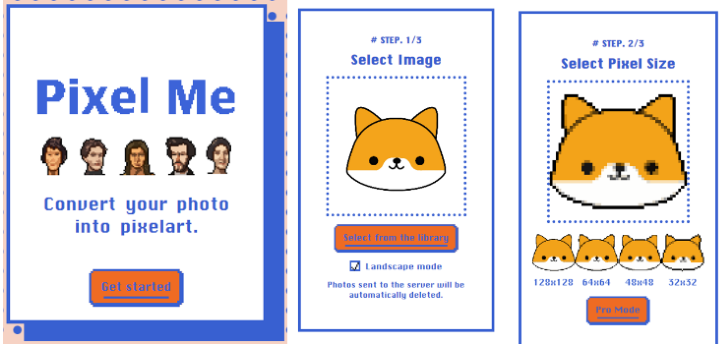 Pixel Me
Convert your photo
into pixelart.
Get started
# STEP. 1/3
Select Image
Select from the library
Landscape mode
Photos sent to the server will be
automatically deleted.
# STEP. 2/3
Select Pixel Size
128x128 64x64 48x48 32x32
Pro Mode